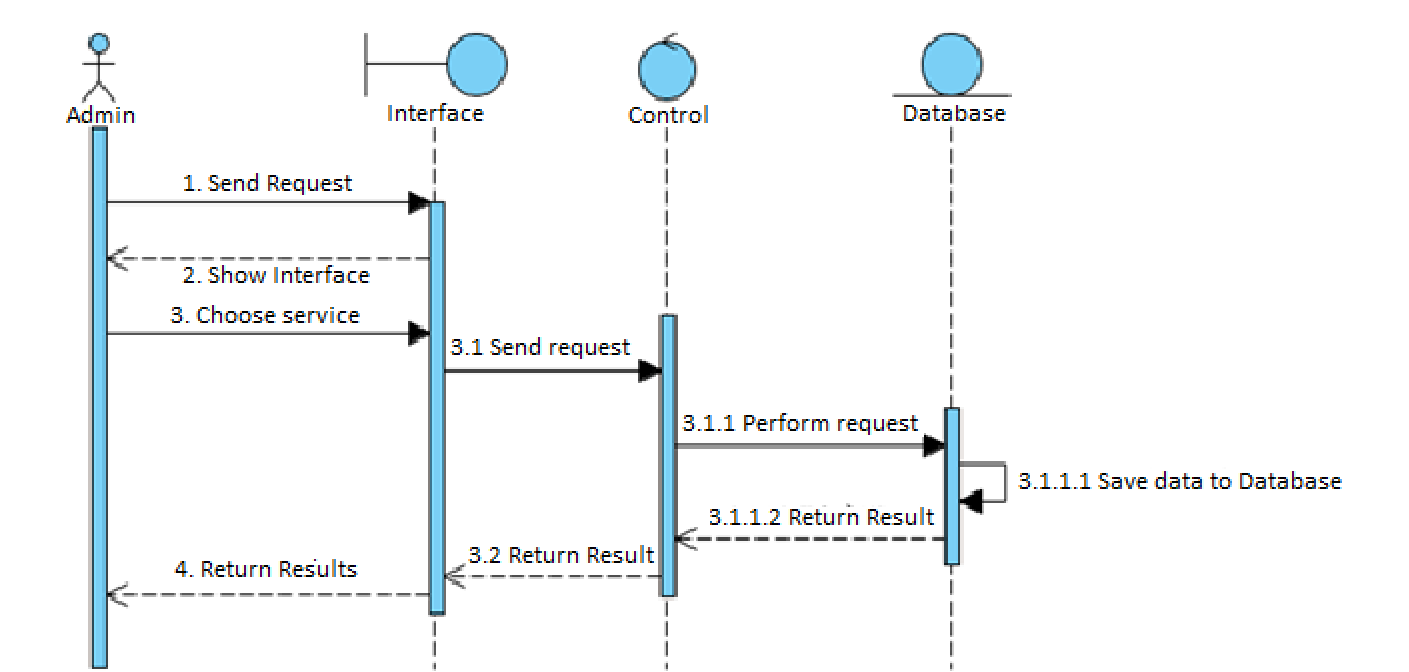 Admin
Interface
Control
Database
1. Send Request
2. Show Interface
3. Choose service
3.1 Send request
3.1.1 Perform request
3.1.1.1 Save data to Database
3.1.1.2 Return Result
3.2 Return Result
4. Return Results